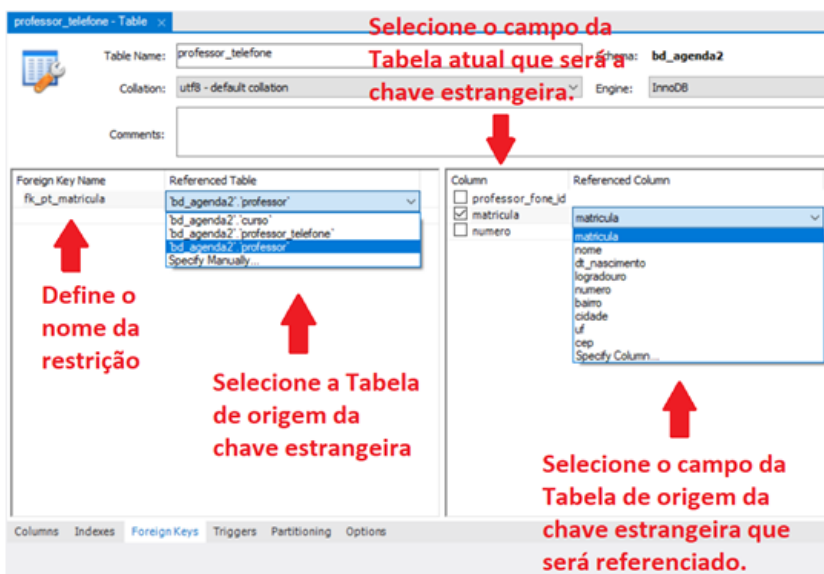 professor_telefone - Table ×
Selecione o campo da
Tabela atual que será a
chave estrangeira.
Table Name: professor_telefone
Schema: bd_agenda2
Collation: utf8 - default collation
Engine: InnoDB
Comments:
Foreign Key Name Referenced Table
fk_pt_matricula 'bd_agenda2'.'professor'
'bd_agenda2'.'curso'
'bd_agenda2'.'professor_telefone'
'bd_agenda2'.'professor'
Specify Manually...
Column Referenced Column
professor_fone_id
matricula matricula
numero
matricula
nome
dt_nascimento
logradouro
numero
bairro
cidade
uf
cep
Specify Column...
Define o
nome da
restrição
Selecione a Tabela
de origem da
chave estrangeira
Selecione o campo da
Tabela de origem da
chave estrangeira que
será referenciado.
Columns Indexes Foreign Keys Triggers Partitioning Options